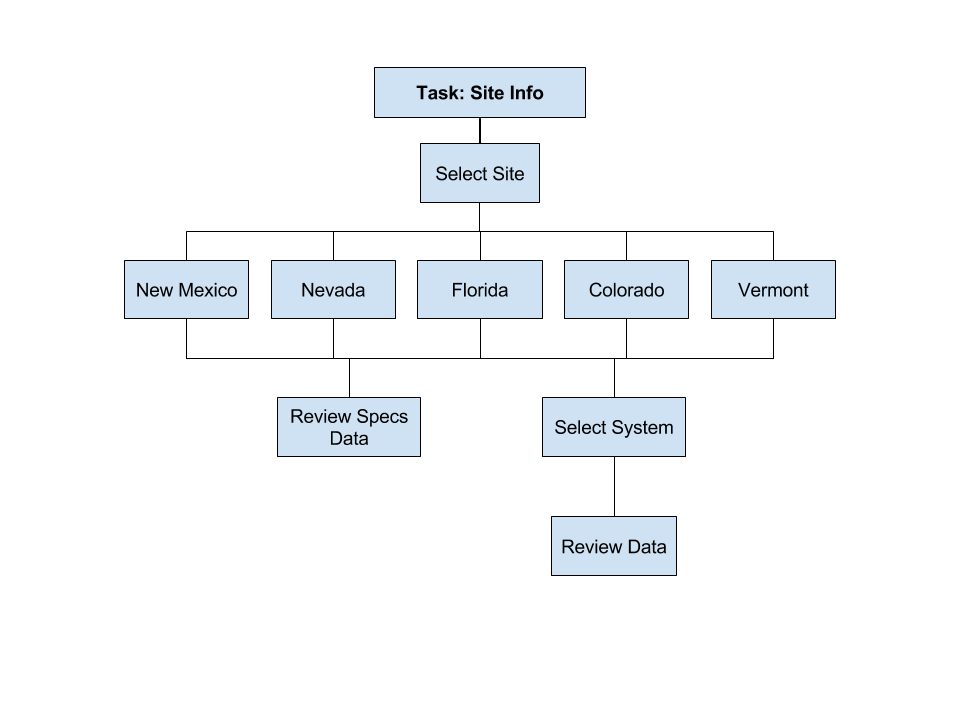 Task: Site Info
Select Site
New Mexico
Nevada
Florida
Colorado
Vermont
Review Specs
Data
Select System
Review Data